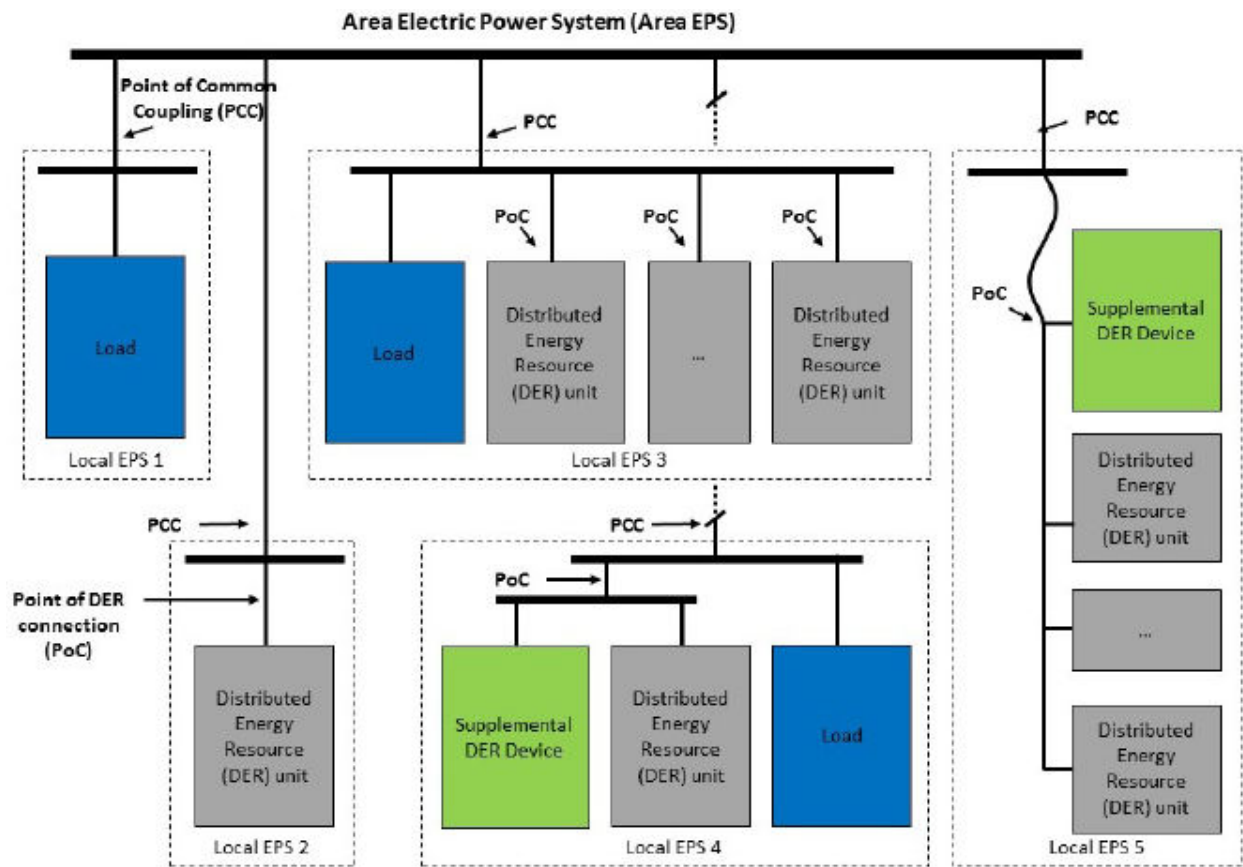 Area Electric Power System (Area EPS)
Point of Common
Coupling (PCC)
PCC
PCC
PoC
PoC
PoC
Load
Load
Distributed
Energy
Resource
(DER) unit
...
Distributed
Energy
Resource
(DER) unit
Local EPS 1
Local EPS 3
PoC
Supplemental
DER Device
Distributed
Energy
Resource
(DER) unit
...
Distributed
Energy
Resource
(DER) unit
Local EPS 5
PCC
Point of DER
connection
(PoC)
Distributed
Energy
Resource
(DER) unit
Local EPS 2
PCC
PoC
Supplemental
DER Device
Distributed
Energy
Resource
(DER) unit
Load
Local EPS 4